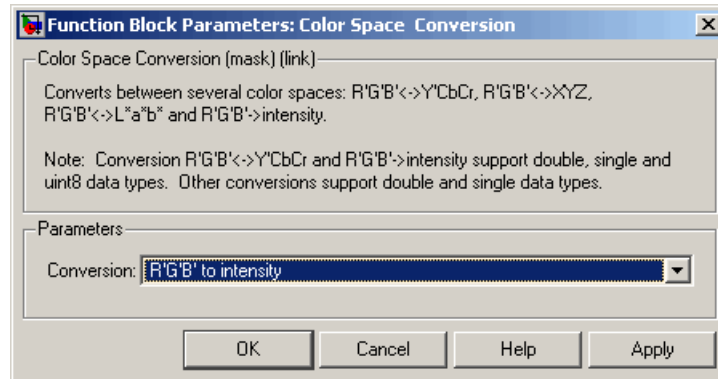 Function Block Parameters: Color Space Conversion
Color Space Conversion (mask) (link)
Converts between several color spaces: R'G'B'<->Y'CbCr, R'G'B'<->XYZ,
R'G'B'<->L*a*b* and R'G'B'->intensity.
Note: Conversion R'G'B'<->Y'CbCr and R'G'B'->intensity support double, single and
uint8 data types. Other conversions support double and single data types.
Parameters
Conversion: R'G'B' to intensity
OK Cancel Help Apply